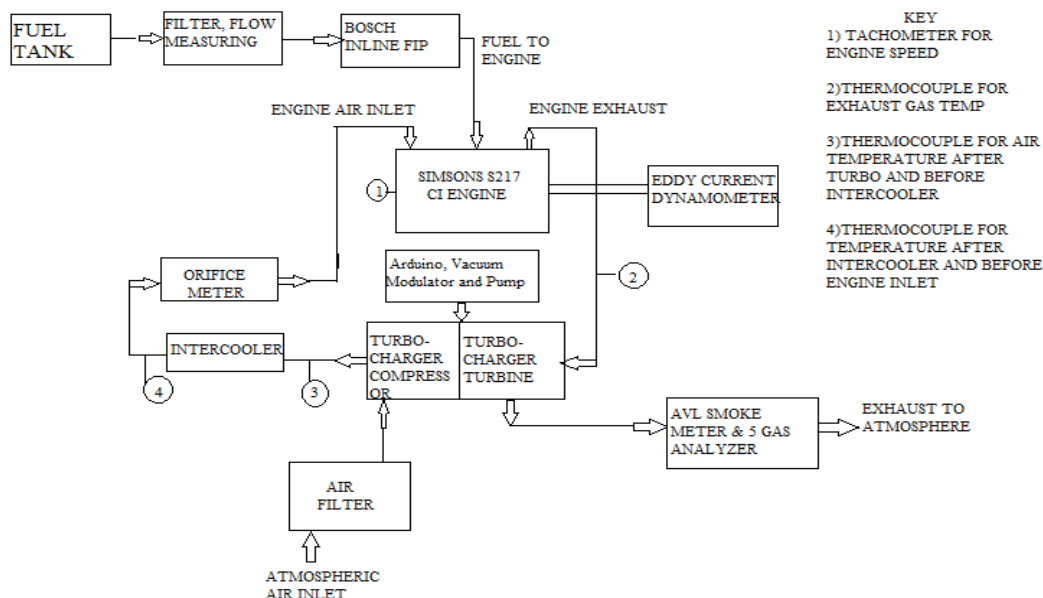 FUEL
TANK
FILTER, FLOW
MEASURING
BOSCH
INLINE FIP
FUEL TO
ENGINE
KEY
1) TACHOMETER FOR
ENGINE SPEED
2)THERMOCOUPLE FOR
EXHAUST GAS TEMP
3)THERMOCOUPLE FOR AIR
TEMPERATURE AFTER
TURBO AND BEFORE
INTERCOOLER
4)THERMOCOUPLE FOR
TEMPERATURE AFTER
INTERCOOLER AND BEFORE
ENGINE INLET
ENGINE AIR INLET
ENGINE EXHAUST
1
SIMSONS S217
CI ENGINE
EDDY CURRENT
DYNAMOMETER
ORIFICE
METER
Arduino, Vacuum
Modulator and Pump
2
INTERCOOLER
4
3
TURBO-
CHARGER
COMPRESS
OR
TURBO-
CHARGER
TURBINE
AVL SMOKE
METER & 5 GAS
ANALYZER
EXHAUST TO
ATMOSPHERE
AIR
FILTER
ATMOSPHERIC
AIR INLET